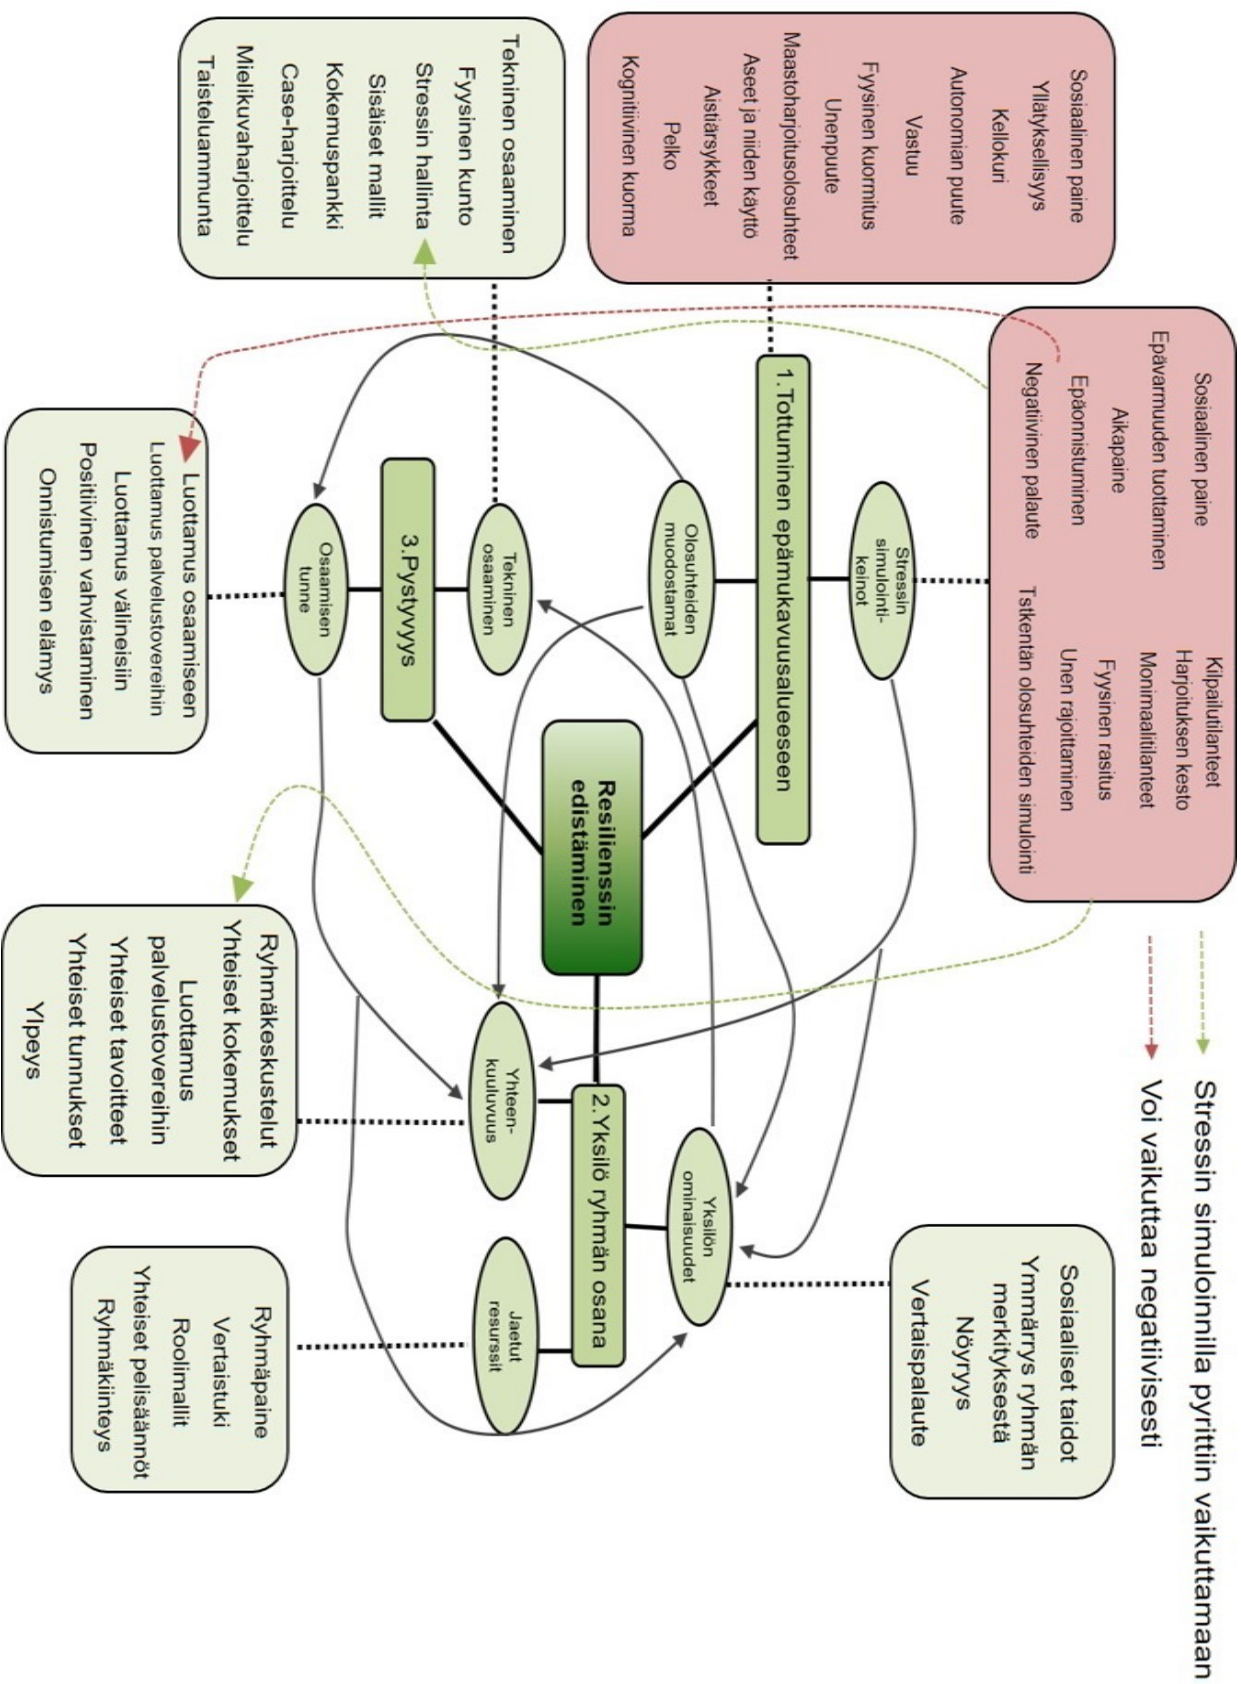 Stressin simuloinnilla pyrittiin vaikuttamaan
Voi vaikuttaa negatiivisesti
Sosiaalinen paine
Epävarmuuden tuottaminen
Aikapaine
Epäonnistuminen
Negatiivinen palaute
Kilpailutilanteet
Harjoituksen kesto
Monimaalitilanteet
Fyysinen rasitus
Unen rajoittaminen
Tstkentän olosuhteiden simulointi
Sosiaalinen paine
Yllätyksellisyys
Kellokuri
Autonomian puute
Vastuu
Fyysinen kuormitus
Unenpuute
Maastoharjoitusolosuhteet
Aseet ja niiden käyttö
Aistiärsykkeet
Pelko
Kognitiivinen kuorma
Stressin
simulointi-
keinot
1.Tottuminen epämukavuusalueeseen
Olosuhteiden
muodostamat
Sosiaaliset taidot
Ymmärrys ryhmän
merkityksestä
Nöyryys
Vertaispalaute
Yksilön
ominaisuudet
Resilienssin
edistäminen
2.Yksilö ryhmän osana
Tekninen osaaminen
Fyysinen kunto
Stressin hallinta
Sisäiset mallit
Kokemuspankki
Case-harjoittelu
Mielikuvaharjoittelu
Taisteluammunta
Tekninen
osaaminen
3.Pystyvyys
Osaamisen
tunne
Yhteen-
kuuluvuus
Jaetut
resurssit
Luottamus osaamiseen
Luottamus palvelustovereihin
Luottamus välineisiin
Positiivinen vahvistaminen
Onnistumisen elämys
Ryhmäkeskustelut
Yhteiset kokemukset
Luottamus
palvelustovereihin
Yhteiset tavoitteet
Yhteiset tunnukset
Ylpeys
Ryhmäpaine
Vertaistuki
Roolimallit
Yhteiset pelisäännöt
Ryhmäkiinteys